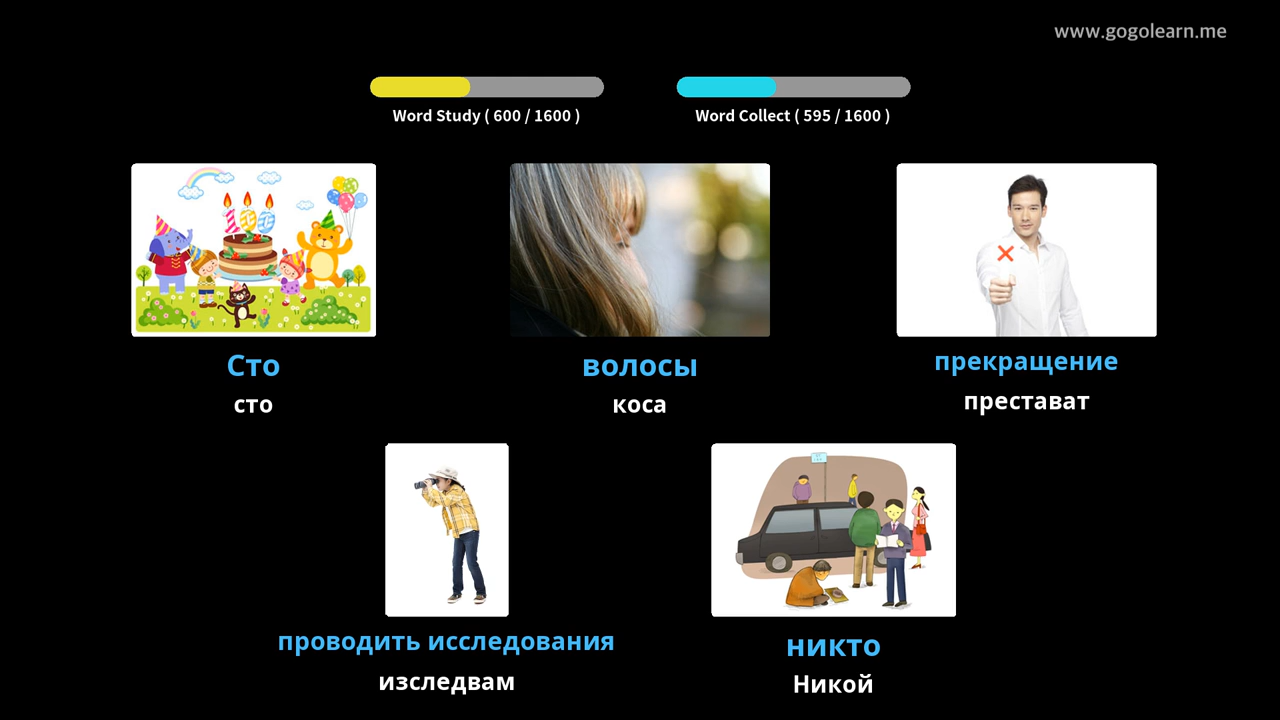 www.gogolearn.me
Word Study ( 600 / 1600 )
Word Collect ( 595 / 1600 )
Сто
сто
волосы
коса
прекращение
престават
проводить исследования
изследвам
никто
Никой